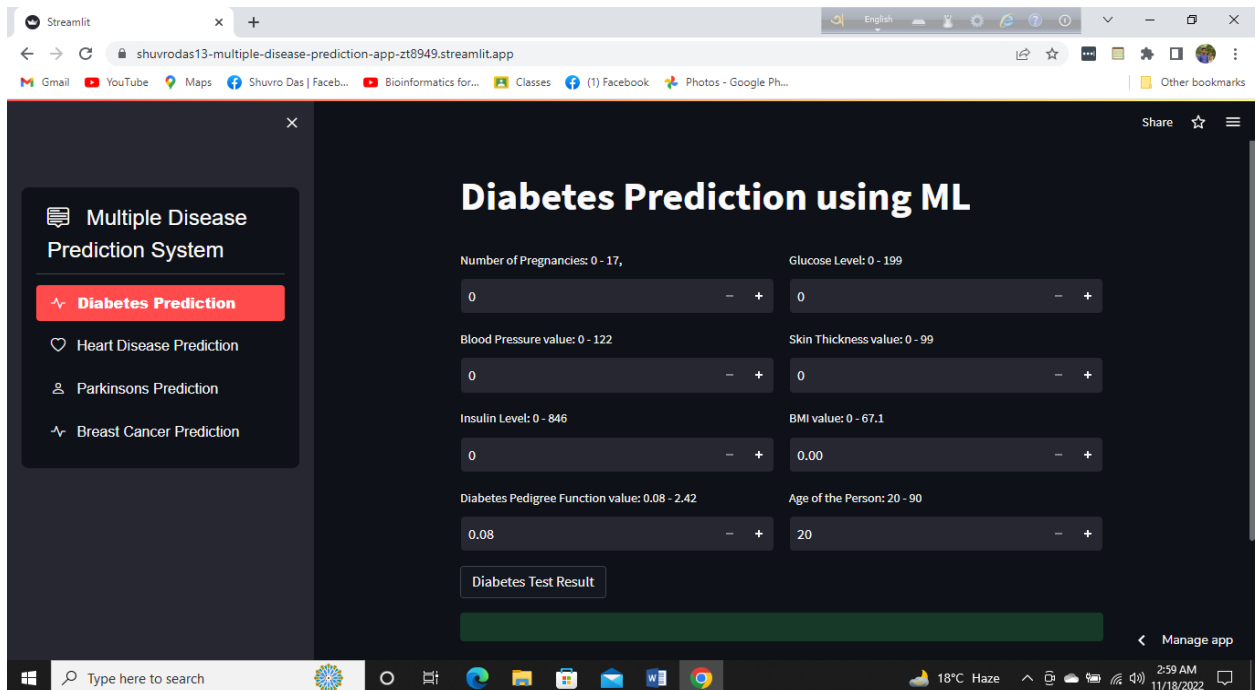 Streamlit
অ English
shuvrodas13-multiple-disease-prediction-app-zt8949.streamlit.app
Gmail YouTube Maps Shuvro Das | Faceb... Bioinformatics for... Classes (1) Facebook Photos - Google Ph... Other bookmarks
Share
Multiple Disease
Prediction System
Diabetes Prediction
Heart Disease Prediction
Parkinsons Prediction
Breast Cancer Prediction
Diabetes Prediction using ML
Number of Pregnancies: 0 - 17, Glucose Level: 0 - 199
0 − + 0 − +
Blood Pressure value: 0 - 122 Skin Thickness value: 0 - 99
0 − + 0 − +
Insulin Level: 0 - 846 BMI value: 0 - 67.1
0 − + 0.00 − +
Diabetes Pedigree Function value: 0.08 - 2.42 Age of the Person: 20 - 90
0.08 − + 20 − +
Diabetes Test Result
Manage app
Type here to search
18°C Haze
2:59 AM
11/18/2022